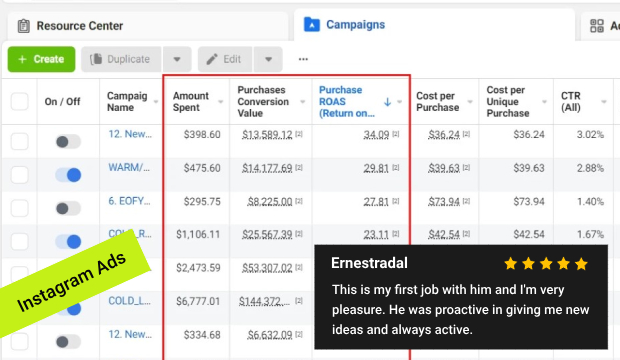 Resource Center
Campaigns
+ Create
Duplicate
Edit
...
On / Off
Campaig Name
Amount Spent
Purchases Conversion Value
Purchase ROAS (Return on...
Cost per Purchase
Cost per Unique Purchase
CTR (All)
12. New... $398.60 $13,589.12 [2] 34.09 [2] $36.24 [2] $36.24 3.02%
WARM/... $475.60 $14,177.69 [2] 29.81 [2] $39.63 [2] $39.63 2.88%
6. EOFY... $295.75 $8,225.00 [2] 27.81 [2] $73.94 [2] $73.94 1.40%
$1,106.11 $25,567.39 [2] 23.11 [2] $42.54 [2] $42.54 1.67%
$2,473.59 $53,307.02 [2]
COLD_L... $6,777.01 $144,372,... [2]
12. New... $334.68 $6,632.09 [2]
Instagram Ads
Ernestradal
This is my first job with him and I'm very
pleasure. He was proactive in giving me new
ideas and always active.